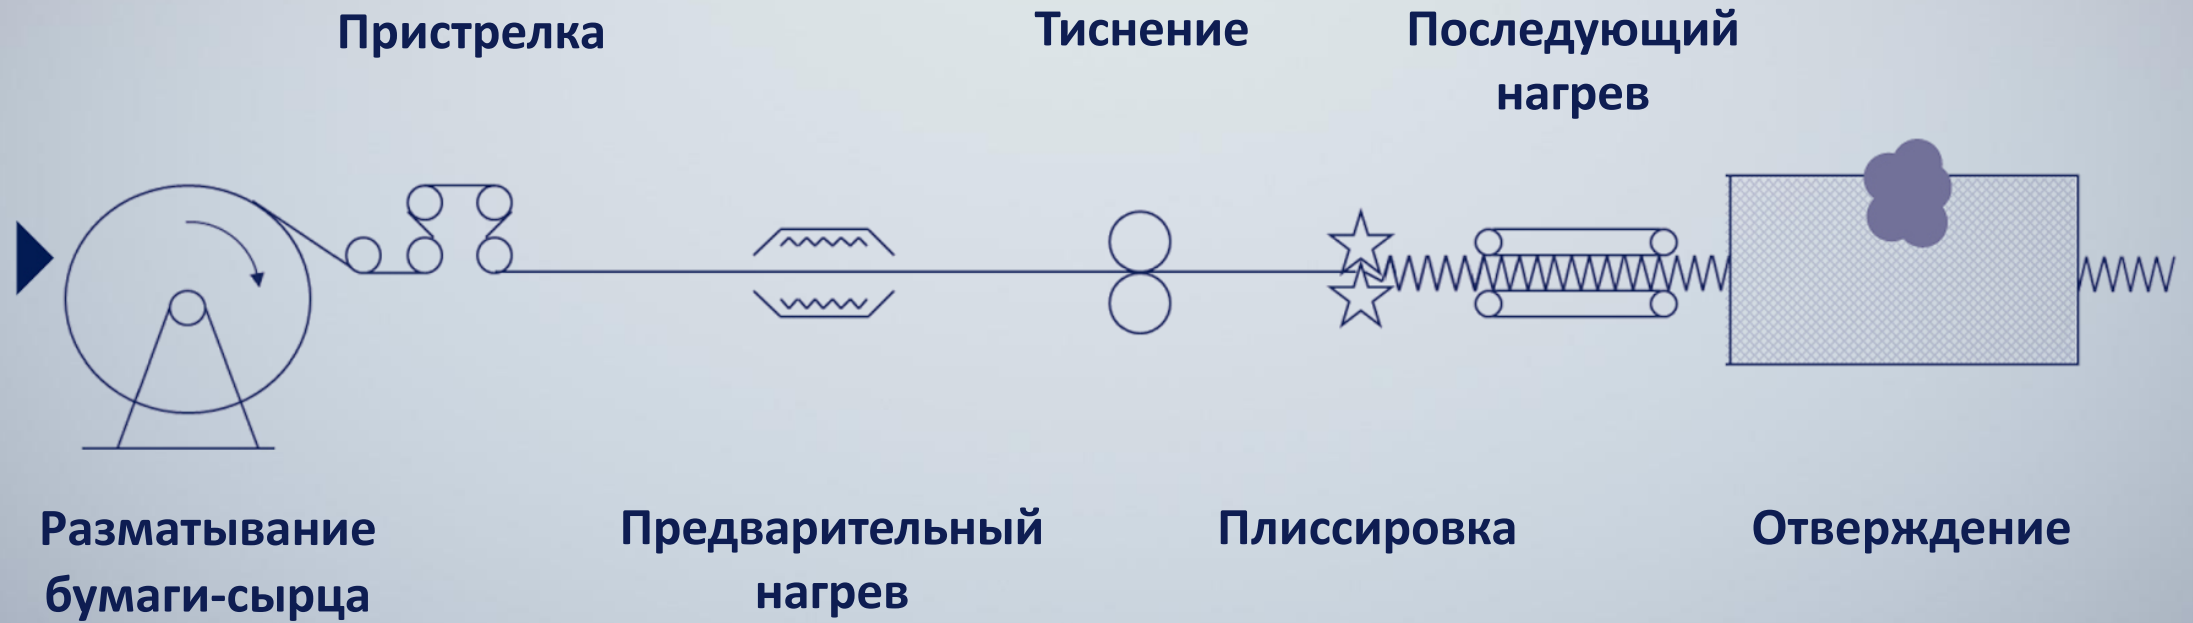 Пристрелка
Тиснение
Последующий
нагрев
Разматывание
бумаги-сырца
Предварительный
нагрев
Плиссировка
Отверждение